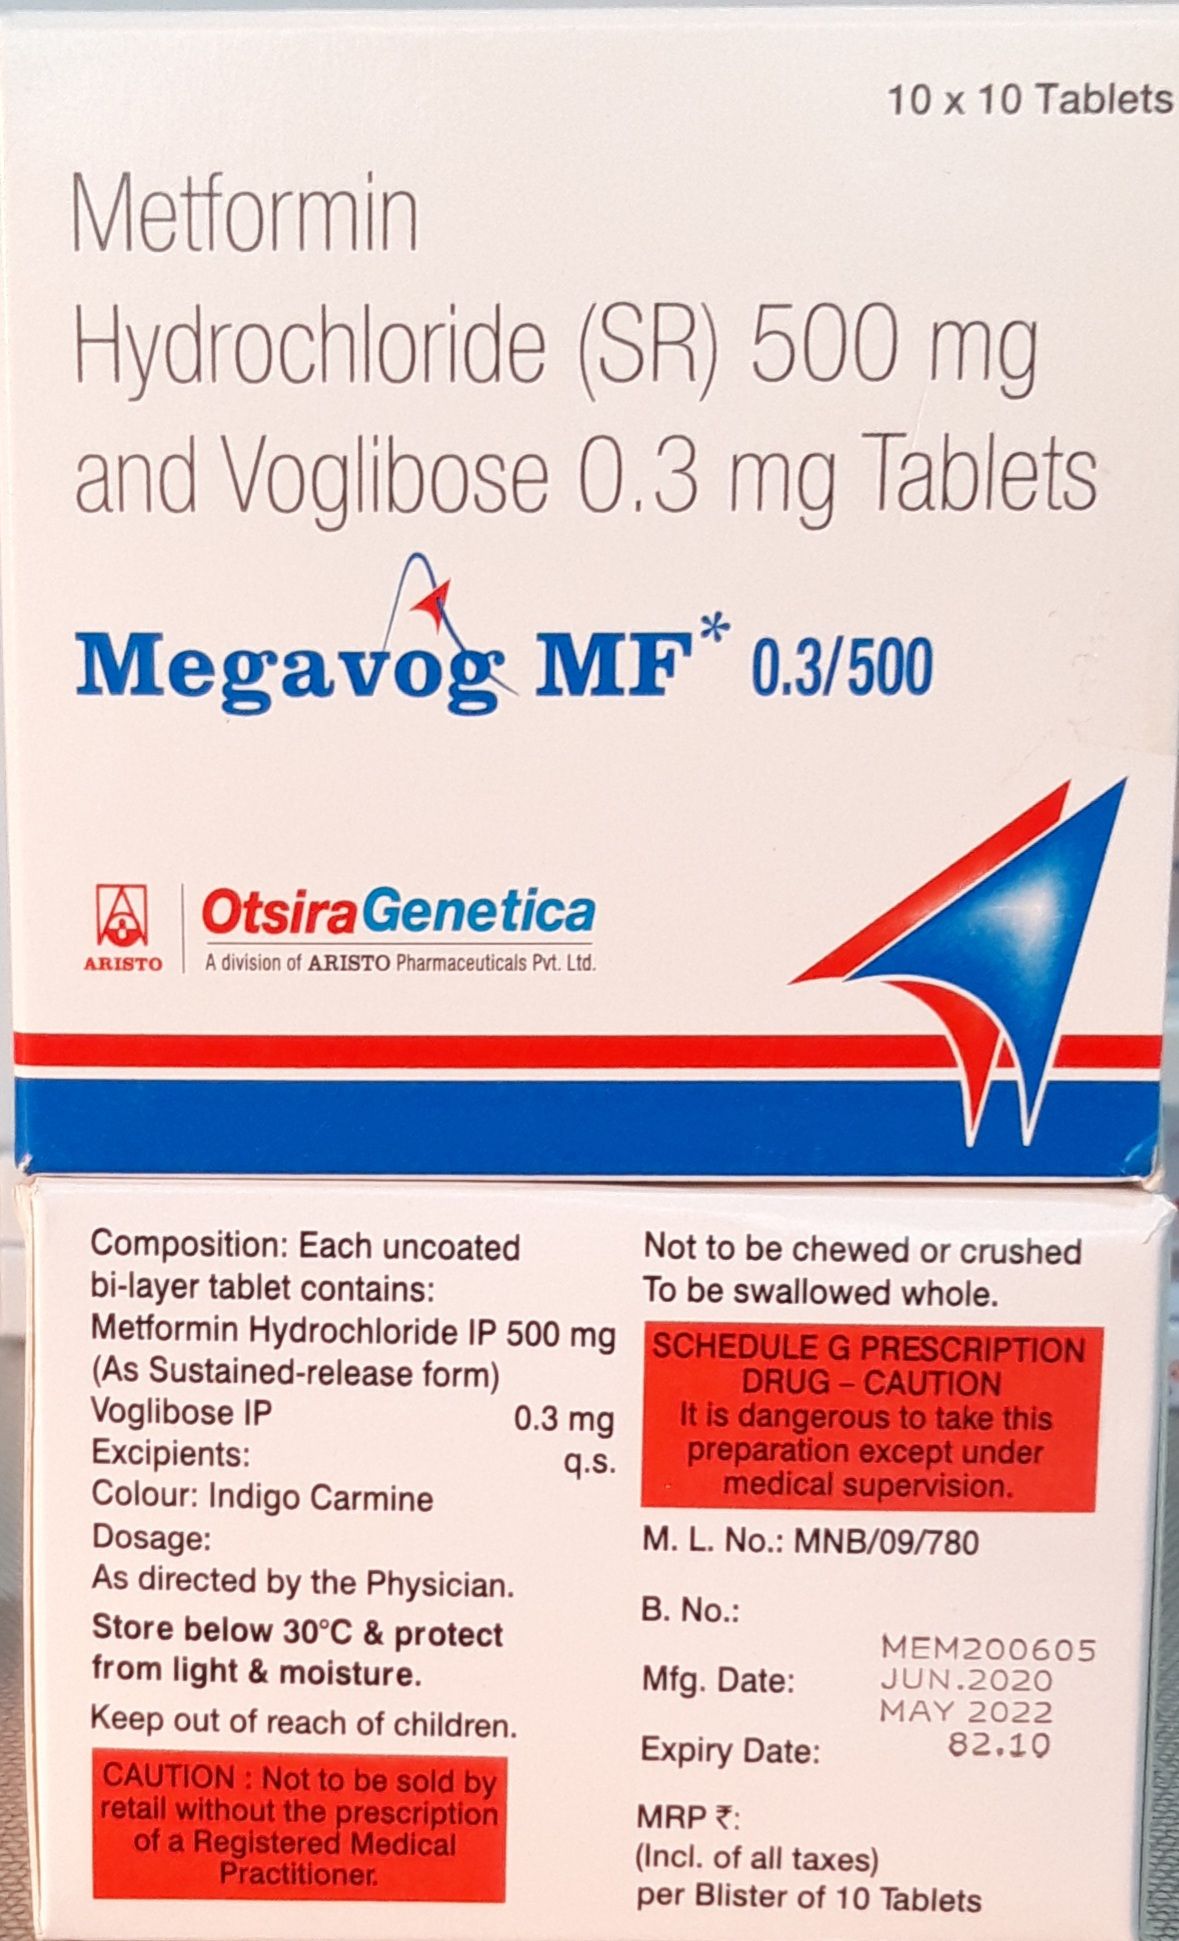 10 x 10 Tablets
Metformin
Hydrochloride (SR) 500 mg
and Voglibose 0.3 mg Tablets
Megavog MF* 0.3/500
ARISTO
OtsiraGenetica
A division of ARISTO Pharmaceuticals Pvt. Ltd.
Composition: Each uncoated
bi-layer tablet contains:
Metformin Hydrochloride IP 500 mg
(As Sustained-release form)
Voglibose IP 0.3 mg
Excipients: q.s.
Colour: Indigo Carmine
Dosage:
As directed by the Physician.
Store below 30°C & protect
from light & moisture.
Keep out of reach of children.
CAUTION : Not to be sold by
retail without the prescription
of a Registered Medical
Practitioner.
Not to be chewed or crushed
To be swallowed whole.
SCHEDULE G PRESCRIPTION
DRUG – CAUTION
It is dangerous to take this
preparation except under
medical supervision.
M. L. No.: MNB/09/780
B. No.:
MEM200605
Mfg. Date: JUN.2020
MAY 2022
Expiry Date: 82.10
MRP ₹:
(Incl. of all taxes)
per Blister of 10 Tablets